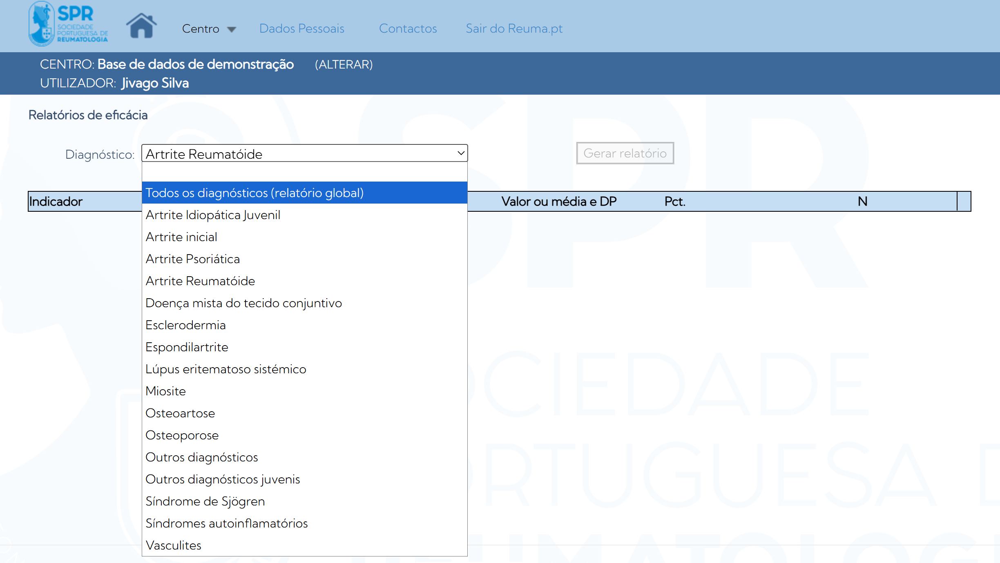 SPR
SOCIEDADE
PORTUGUESA DE
REUMATOLOGIA
Centro
Dados Pessoais
Contactos
Sair do Reuma.pt
CENTRO: Base de dados de demonstração (ALTERAR)
UTILIZADOR: Jivago Silva
Relatórios de eficácia
Diagnóstico: Artrite Reumatóide
Gerar relatório
Indicador
Valor ou média e DP
Pct.
N
Todos os diagnósticos (relatório global)
Artrite Idiopática Juvenil
Artrite inicial
Artrite Psoriática
Artrite Reumatóide
Doença mista do tecido conjuntivo
Esclerodermia
Espondilartrite
Lúpus eritematoso sistémico
Miosite
Osteoartose
Osteoporose
Outros diagnósticos
Outros diagnósticos juvenis
Síndrome de Sjögren
Síndromes autoinflamatórios
Vasculites